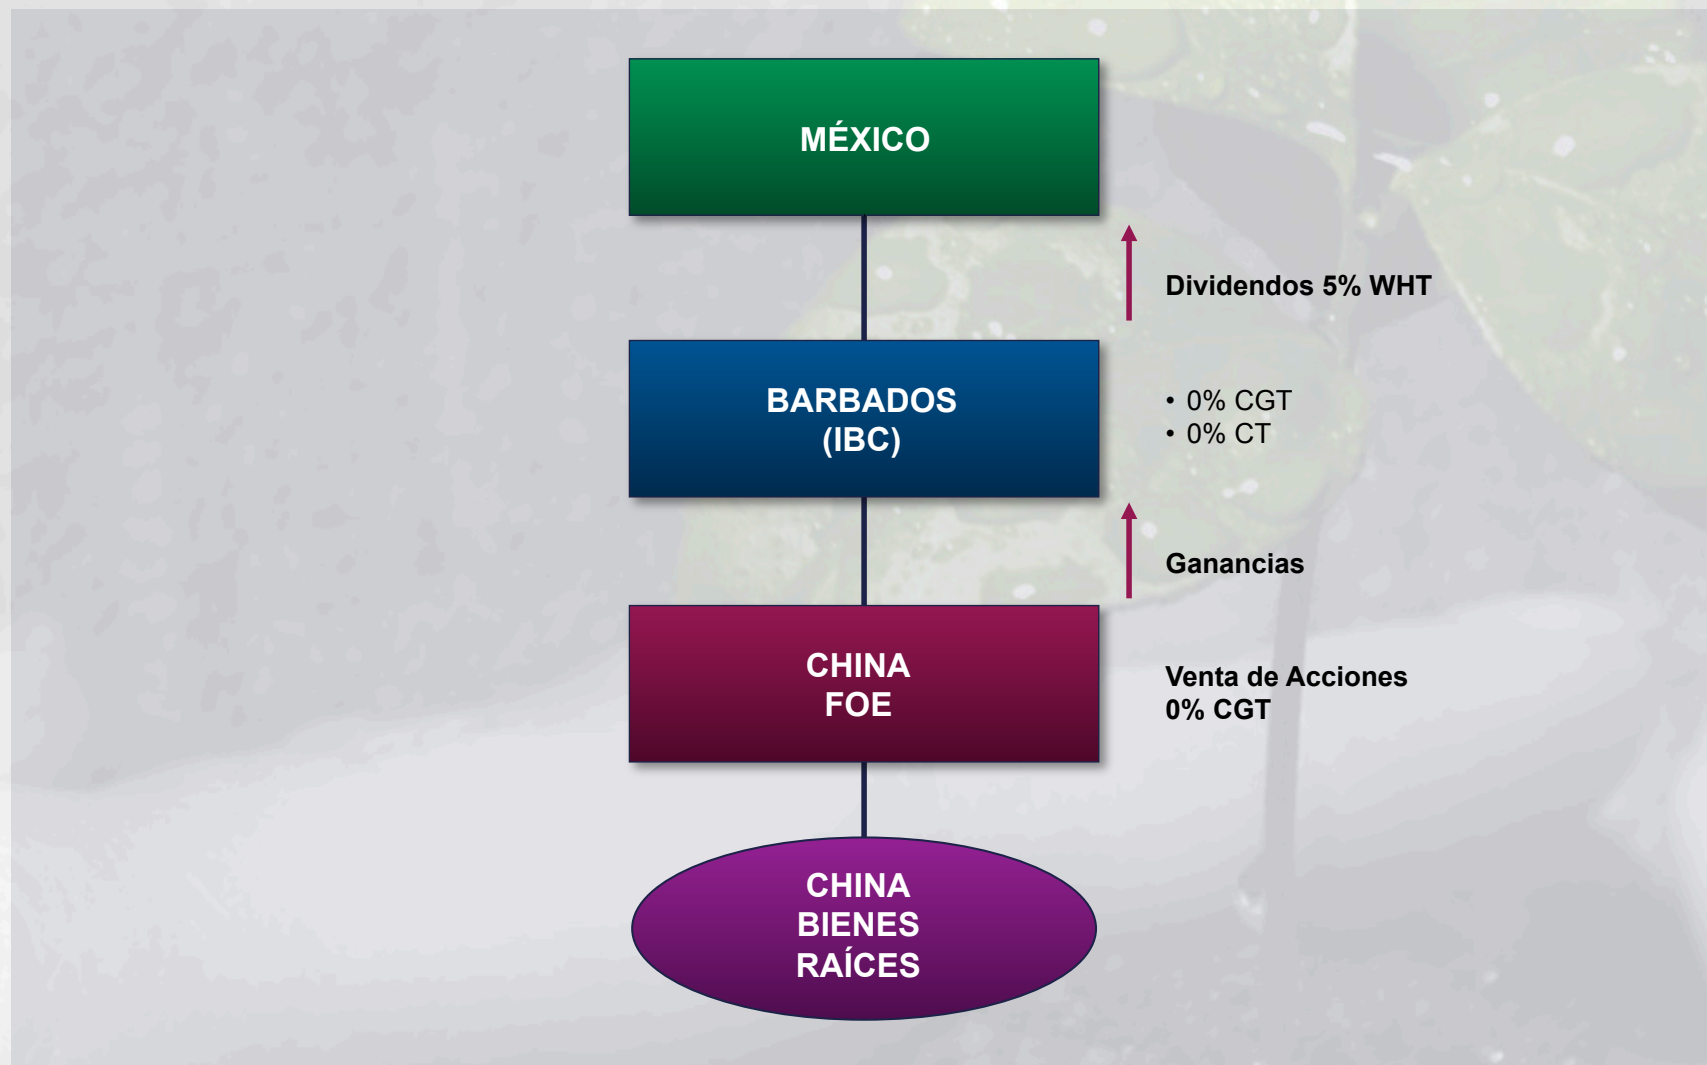 MÉXICO
Dividendos 5% WHT
BARBADOS
(IBC)
• 0% CGT
• 0% CT
Ganancias
CHINA
FOE
Venta de Acciones
0% CGT
CHINA
BIENES
RAÍCES